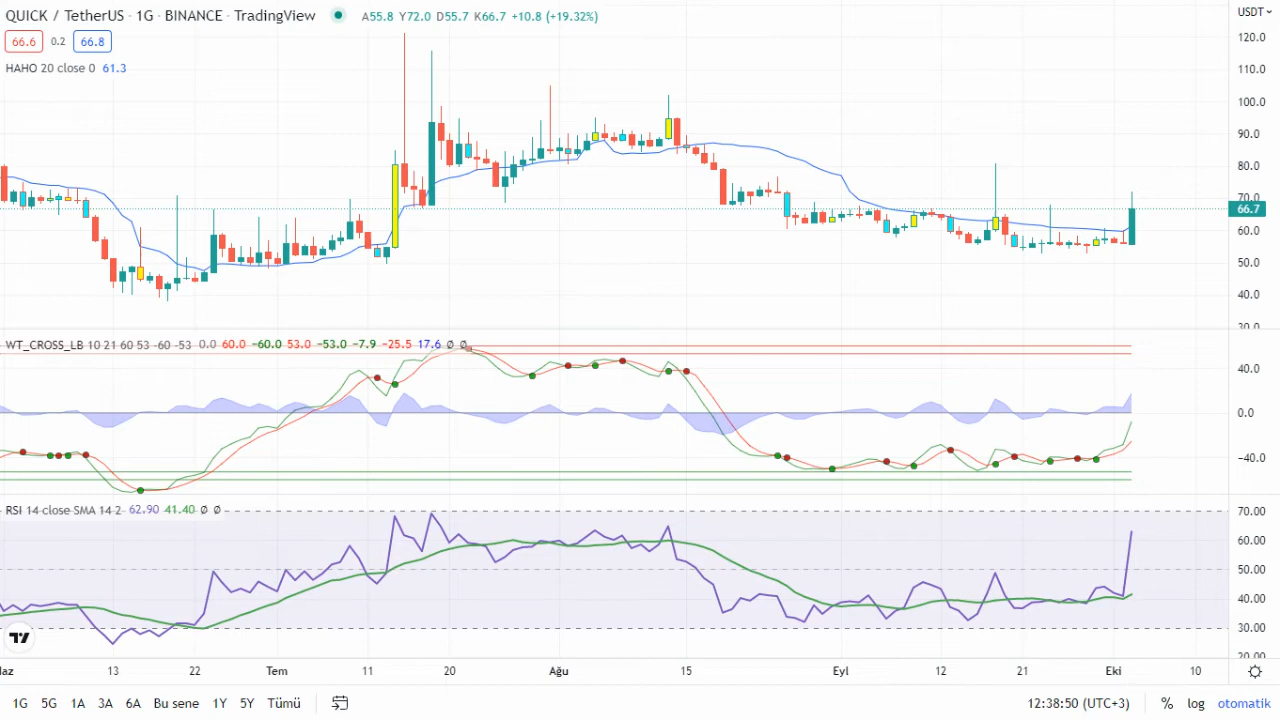 QUICK / TetherUS · 1G · BINANCE · TradingView A55.8 Y72.0 D55.7 K66.7 +10.8 (+19.32%)
USDT
66.6 0.2 66.8
HAHO 20 close 0 61.3
120.0
110.0
100.0
90.0
80.0
70.0
66.7
60.0
50.0
40.0
30.0
WT_CROSS_LB 10 21 60 53 -60 -53 0.0 60.0 −60.0 53.0 −53.0 −7.9 −25.5 17.6 Ø Ø
40.0
0.0
−40.0
RSI 14 close SMA 14 2 62.90 41.40 Ø Ø
70.00
60.00
50.00
40.00
30.00
20.00
Haz 13 22 Tem 11 20 Ağu 15 Eyl 12 21 Eki 10
1G 5G 1A 3A 6A Bu sene 1Y 5Y Tümü 12:38:50 (UTC+3) % log otomatik